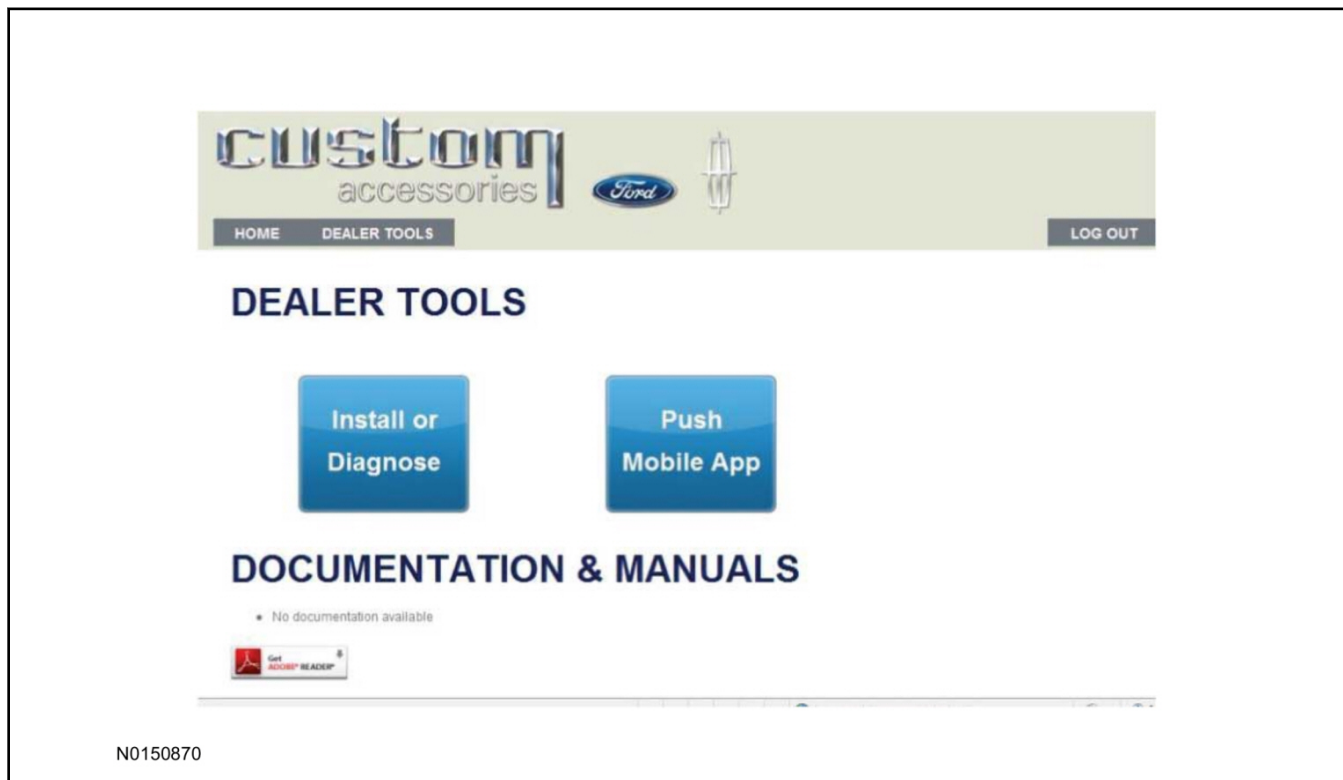 custom
accessories
Ford
HOME DEALER TOOLS LOG OUT
DEALER TOOLS
Install or
Diagnose
Push
Mobile App
DOCUMENTATION & MANUALS
• No documentation available
Get
ADOBE® READER®
N0150870